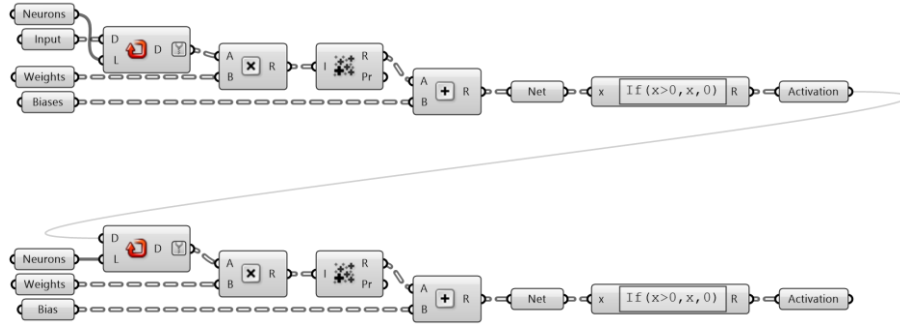 Neurons
Input
Weights
Biases
D
L
D
A
B
R
I
R
Pr
A
B
R
Net
x
If(x>0,x,0)
R
Activation
Neurons
Weights
Bias
D
L
D
A
B
R
I
R
Pr
A
B
R
Net
x
If(x>0,x,0)
R
Activation